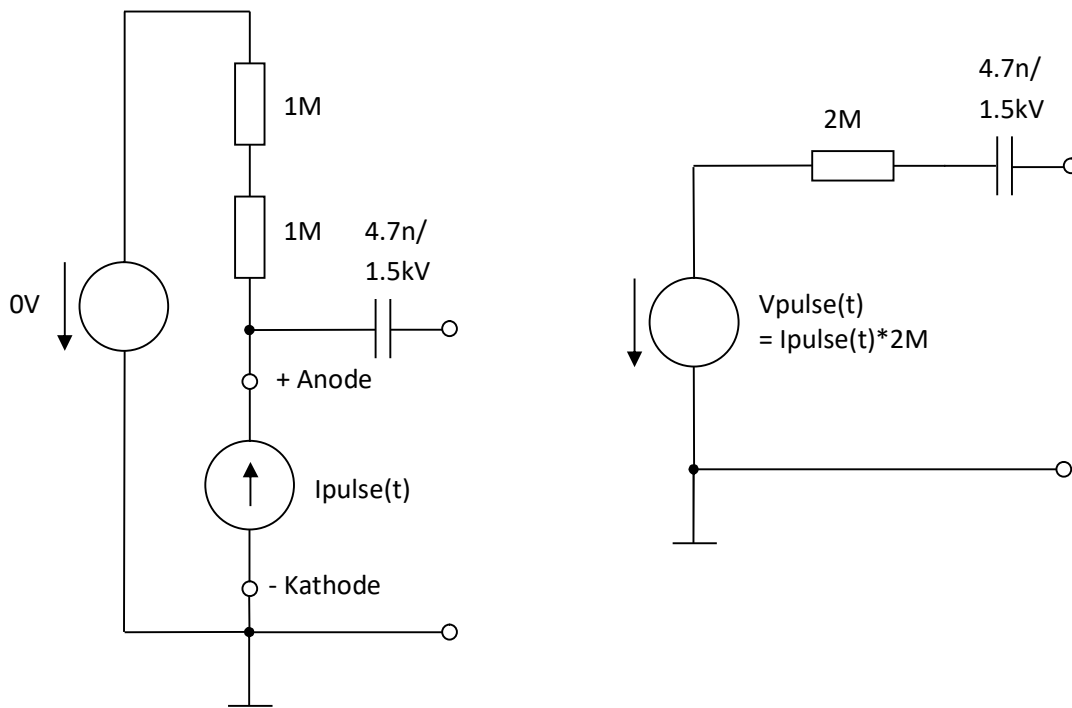 1M
1M
4.7n/
1.5kV
0V
+ Anode
Ipulse(t)
- Kathode
4.7n/
1.5kV
2M
Vpulse(t)
= Ipulse(t)*2M